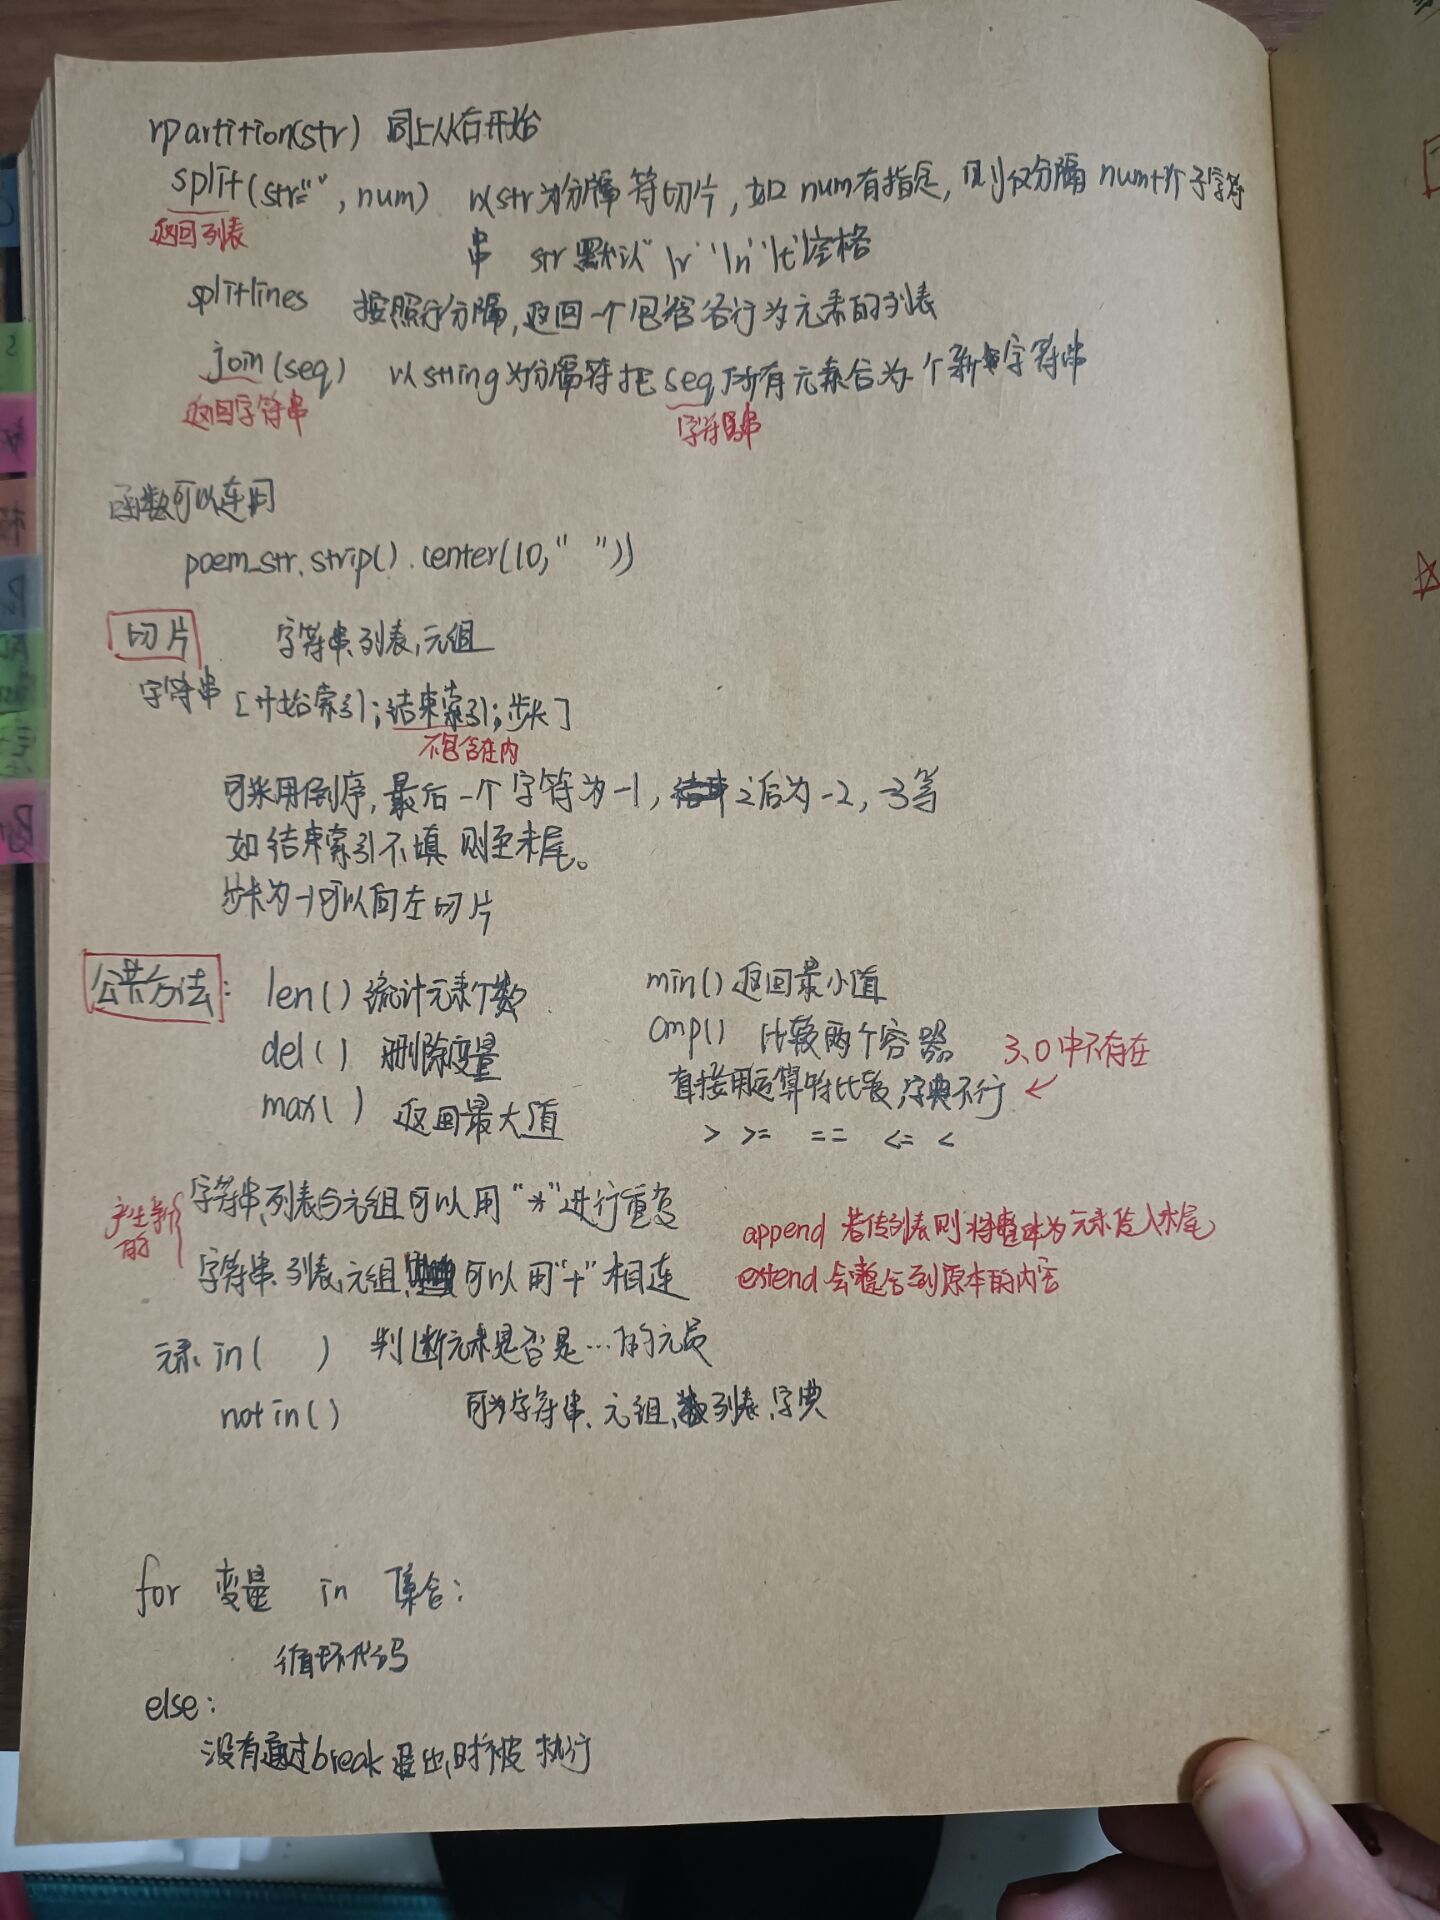 rpartition(str) 同上从后开始
split(str="", num) 以str为分隔符切片,如num有指定,则仅分隔 num+1个子字符
返回列表
串 str默认"\r"'\n'\t'空格
splitlines 按照行分隔,返回一个包含各行为元素的列表
join(seq) 以string为分隔符把seq所有元素合为一个新字符串
返回字符串
字符串
函数可以连用
poem_str.strip().center(10," "))
切片 字符串、列表、元组
字符串 [开始索引;结束索引;步长]
不包含在内
可采用倒序,最后一个字符为-1,之后为-2,-3等
如结束索引不填 则至末尾。
步长为-1可以向左切片
公共方法: len() 统计元素个数 min() 返回最小值
del() 删除变量 cmp() 比较两个容器 3.0中不存在
max() 返回最大值 直接用运算符比较,字典不行
> >= == <= <
产生新的 字符串、列表与元组可以用"*"进行重复
append 若传列表则将整体为元素传入末尾
字符串、列表、元组、可以用"+"相连
extend 会整合到原本的内容
元素 in( ) 判断元素是否是…的元员
not in() 可为字符串、元组、列表、字典
for 变量 in 集合:
循环代码
else:
没有通过break退出,时被执行